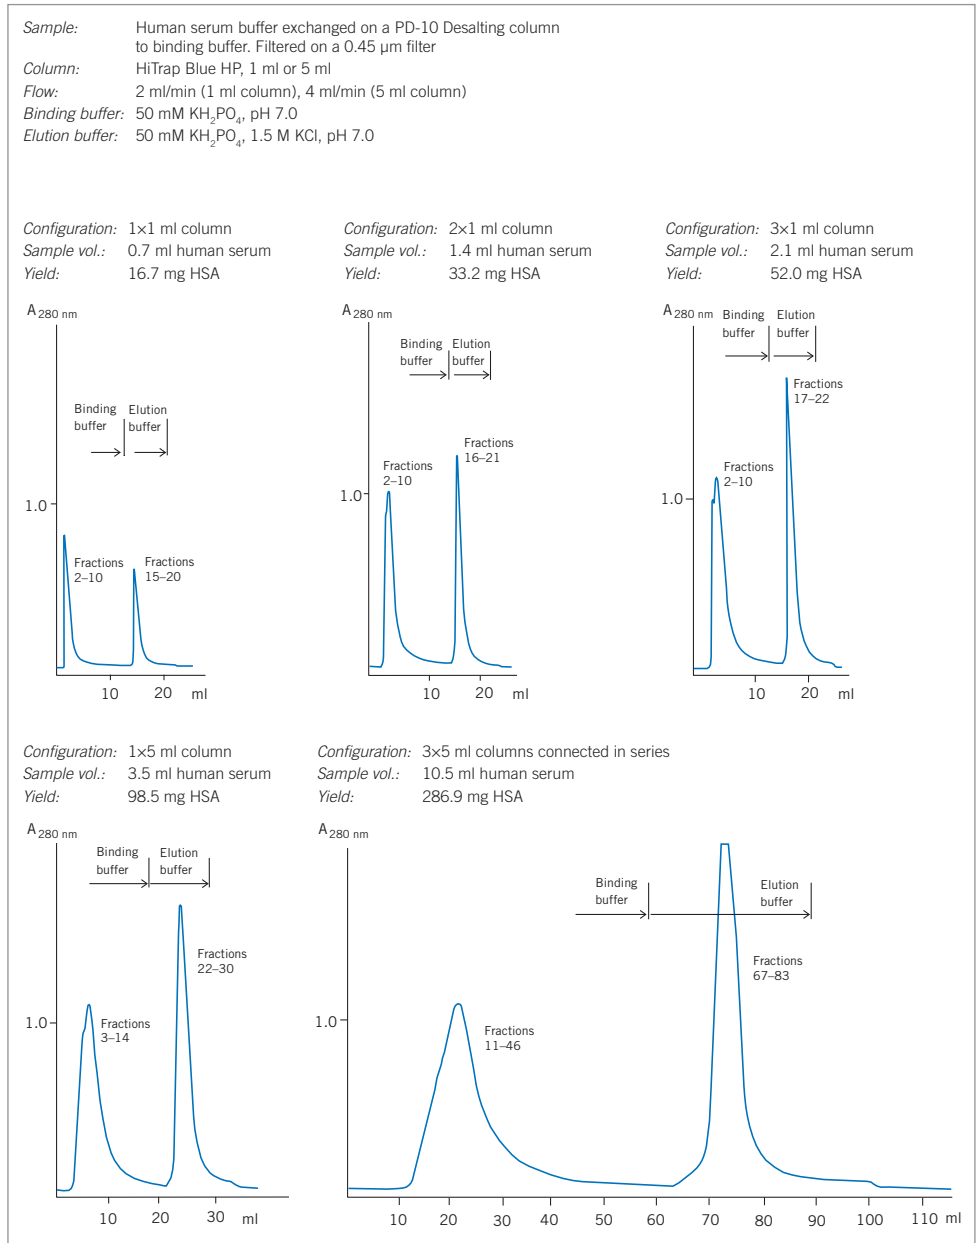 Sample: Human serum buffer exchanged on a PD-10 Desalting column
to binding buffer. Filtered on a 0.45 µm filter
Column: HiTrap Blue HP, 1 ml or 5 ml
Flow: 2 ml/min (1 ml column), 4 ml/min (5 ml column)
Binding buffer: 50 mM KH₂PO₄, pH 7.0
Elution buffer: 50 mM KH₂PO₄, 1.5 M KCl, pH 7.0
Configuration: 1×1 ml column
Sample vol.: 0.7 ml human serum
Yield: 16.7 mg HSA
A 280 nm
Binding
buffer
Elution
buffer
1.0
Fractions
2–10
Fractions
15–20
10 20 ml
Configuration: 2×1 ml column
Sample vol.: 1.4 ml human serum
Yield: 33.2 mg HSA
A 280 nm
Binding
buffer
Elution
buffer
Fractions
16–21
Fractions
2–10
1.0
10 20 ml
Configuration: 3×1 ml column
Sample vol.: 2.1 ml human serum
Yield: 52.0 mg HSA
A 280 nm
Binding
buffer
Elution
buffer
Fractions
17–22
Fractions
2–10
1.0
10 20 ml
Configuration: 1×5 ml column
Sample vol.: 3.5 ml human serum
Yield: 98.5 mg HSA
A 280 nm
Binding
buffer
Elution
buffer
Fractions
22–30
1.0
Fractions
3–14
10 20 30 ml
Configuration: 3×5 ml columns connected in series
Sample vol.: 10.5 ml human serum
Yield: 286.9 mg HSA
A 280 nm
Binding
buffer
Elution
buffer
Fractions
67–83
1.0
Fractions
11–46
10 20 30 40 50 60 70 80 90 100 110 ml